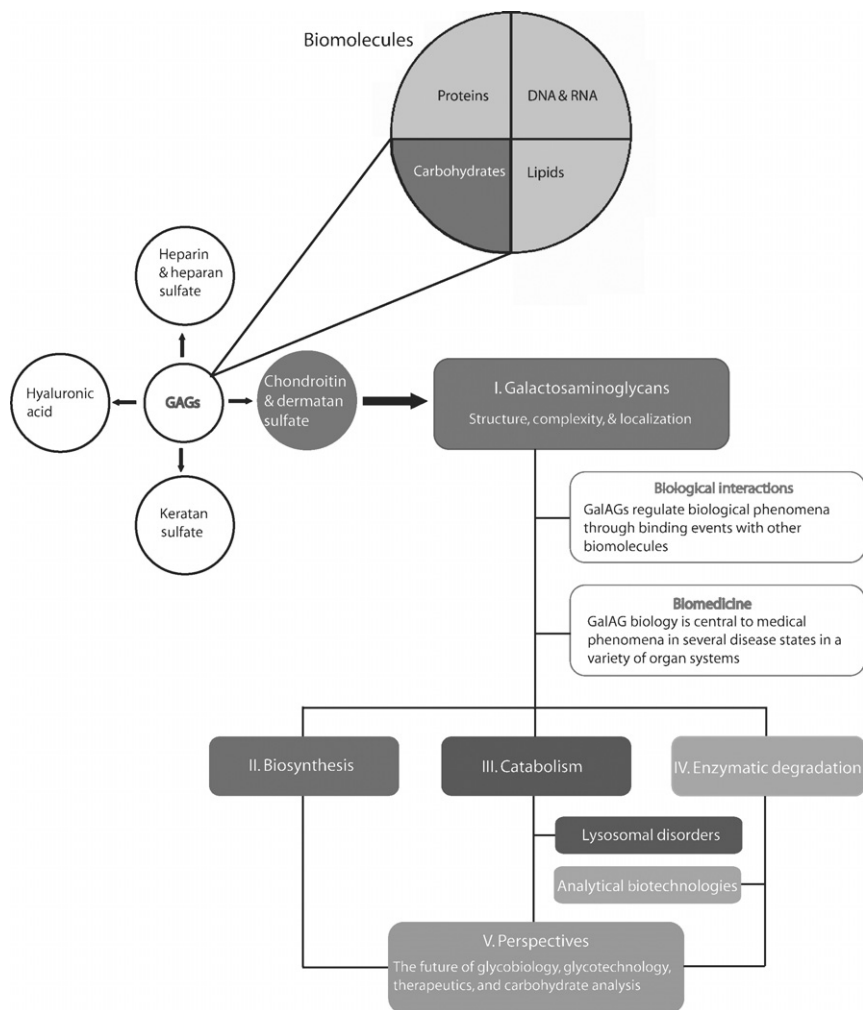 Biomolecules
Proteins
DNA & RNA
Carbohydrates
Lipids
Heparin
& heparan
sulfate
Hyaluronic
acid
GAGs
Chondroitin
& dermatan
sulfate
Keratan
sulfate
I. Galactosaminoglycans
Structure, complexity, & localization
Biological interactions
GalAGs regulate biological phenomena
through binding events with other
biomolecules
Biomedicine
GalAG biology is central to medical
phenomena in several disease states in a
variety of organ systems
II. Biosynthesis
III. Catabolism
IV. Enzymatic degradation
Lysosomal disorders
Analytical biotechnologies
V. Perspectives
The future of glycobiology, glycotechnology,
therapeutics, and carbohydrate analysis